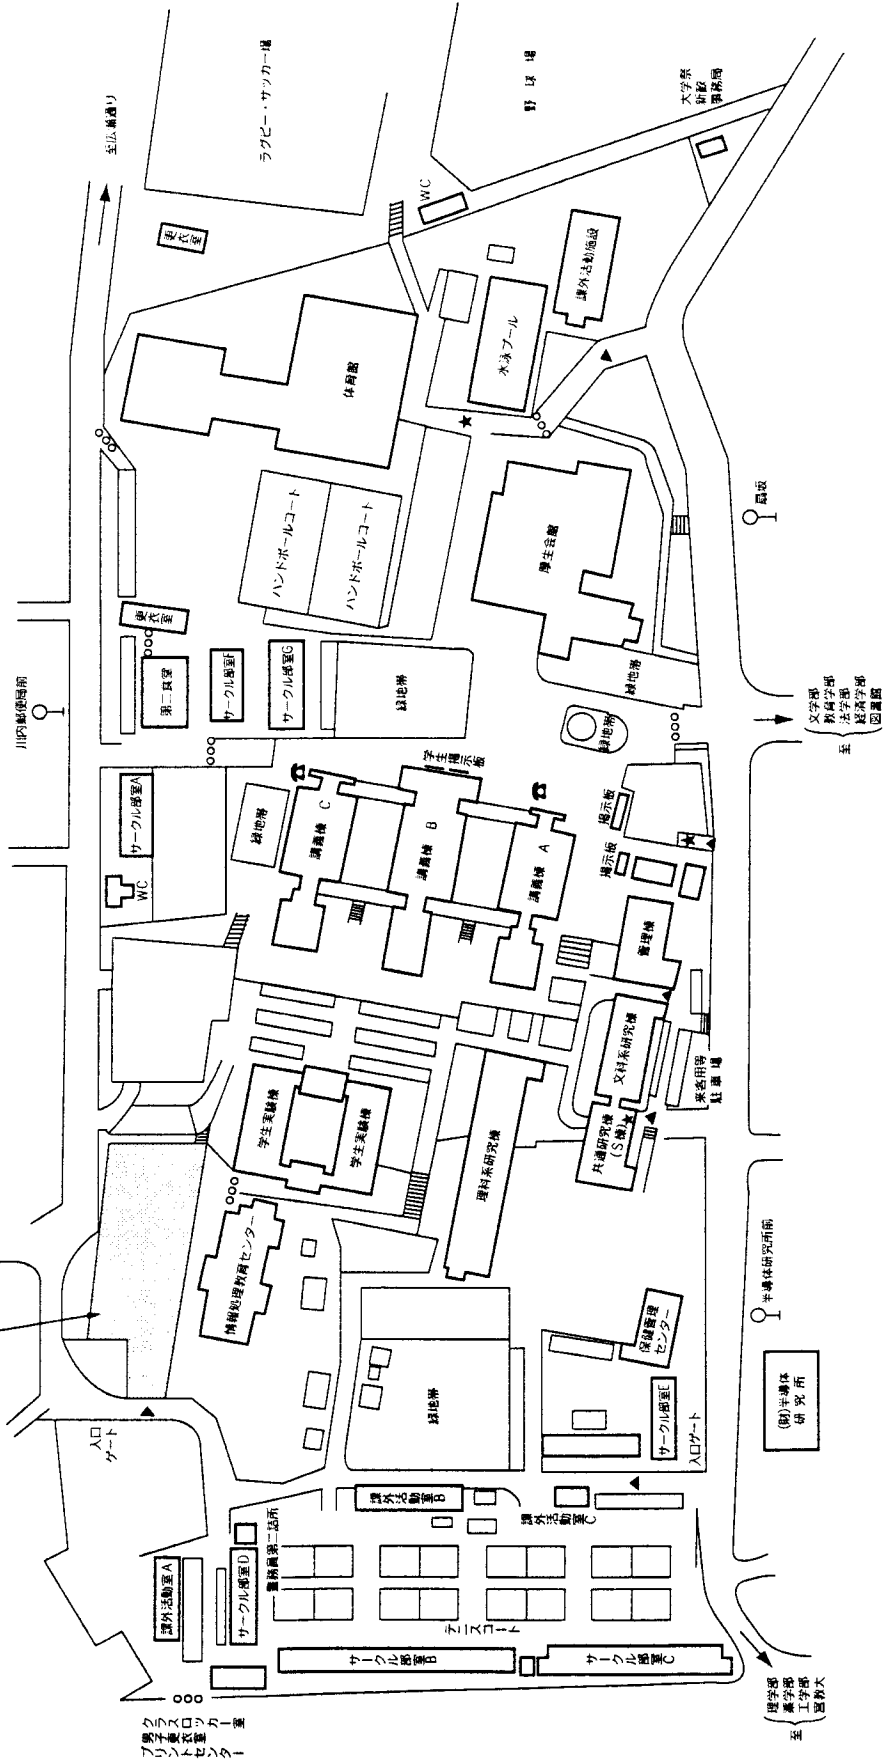 至広瀬通り
ラグビー・サッカー場
野球場
大学祭
新歓
事務局
更衣室
WC
体育館
水泳プール
課外活動施設
川内郵便局前
更衣室
ハンドボールコート
ハンドボールコート
厚生会館
扇坂
第二食堂
サークル部室F
サークル部室G
緑地帯
緑地帯
緑地帯
至
文学部
教育学部
法学部
経済学部
図書館
サークル部室A
WC
緑地帯
講義棟 C
講義棟 B
学生掲示板
講義棟 A
掲示板
掲示板
管理棟
文科系研究棟
来客用等
駐車場
共通研究棟
(S棟)
学生実験棟
学生実験棟
理科系研究棟
情報処理教育センター
半導体研究所前
保健管理
センター
(財)半導体
研究所
緑地帯
サークル部室E
入口ゲート
入口
ゲート
課外活動室B
課外活動室C
課外活動室A
サークル部室D
警務員第二詰所
テニスコート
サークル部室B
サークル部室C
クラスロッカー室
男子更衣室
プリントセンター
至
理学部
薬学部
工学部
宮教大